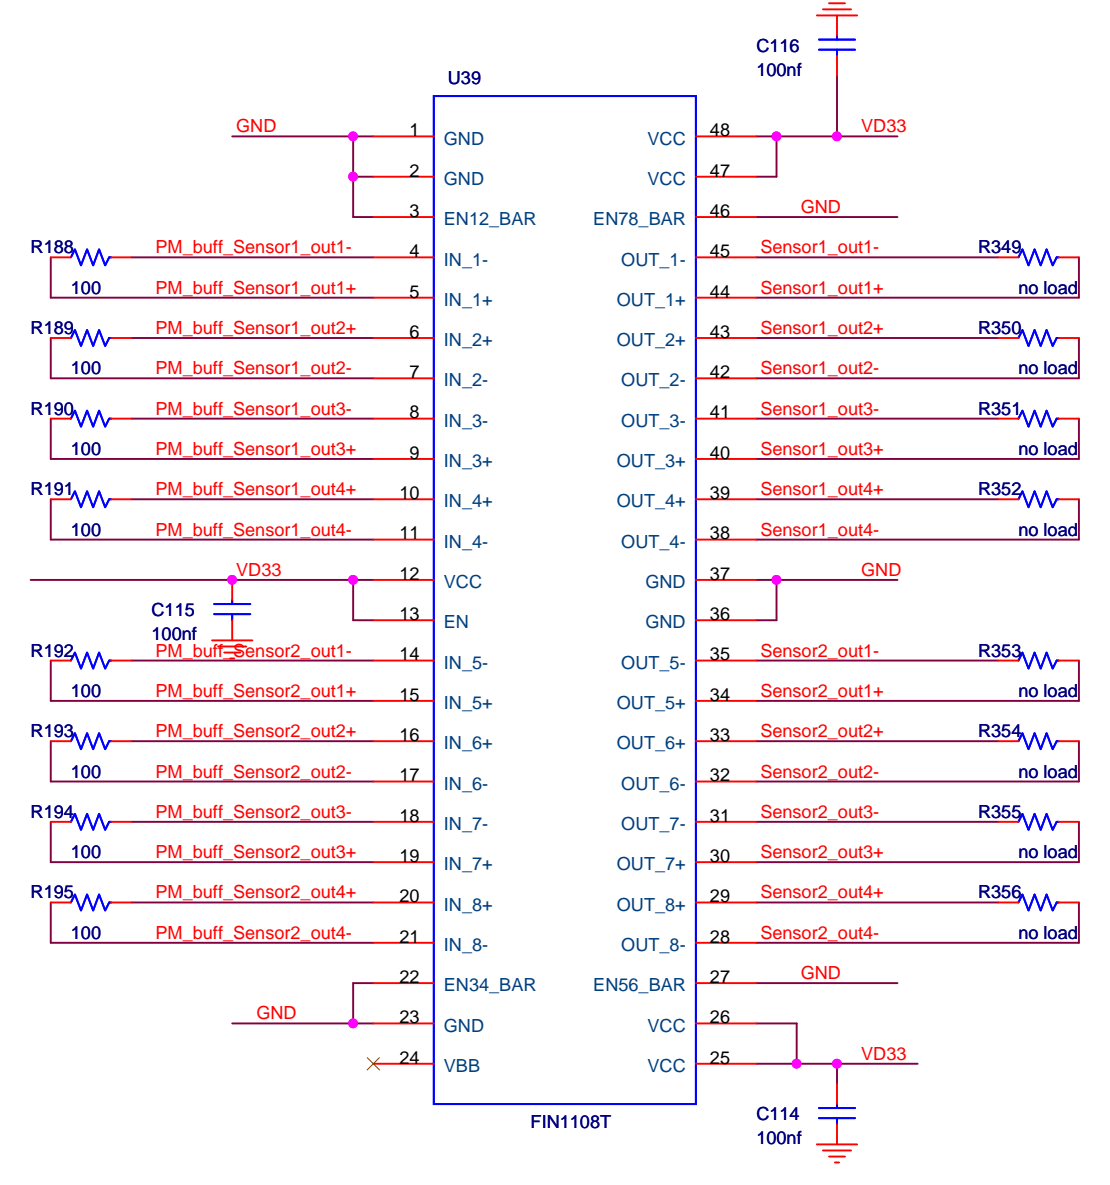 C116
100nf
U39
GND 1 GND VCC 48 VD33
2 GND VCC 47
3 EN12_BAR EN78_BAR 46 GND
R188 PM_buff_Sensor1_out1- 4 IN_1- OUT_1- 45 Sensor1_out1- R349
100 PM_buff_Sensor1_out1+ 5 IN_1+ OUT_1+ 44 Sensor1_out1+ no load
R189 PM_buff_Sensor1_out2+ 6 IN_2+ OUT_2+ 43 Sensor1_out2+ R350
100 PM_buff_Sensor1_out2- 7 IN_2- OUT_2- 42 Sensor1_out2- no load
R190 PM_buff_Sensor1_out3- 8 IN_3- OUT_3- 41 Sensor1_out3- R351
100 PM_buff_Sensor1_out3+ 9 IN_3+ OUT_3+ 40 Sensor1_out3+ no load
R191 PM_buff_Sensor1_out4+ 10 IN_4+ OUT_4+ 39 Sensor1_out4+ R352
100 PM_buff_Sensor1_out4- 11 IN_4- OUT_4- 38 Sensor1_out4- no load
VD33 12 VCC GND 37 GND
C115 13 EN GND 36
100nf
R192 PM_buff_Sensor2_out1- 14 IN_5- OUT_5- 35 Sensor2_out1- R353
100 PM_buff_Sensor2_out1+ 15 IN_5+ OUT_5+ 34 Sensor2_out1+ no load
R193 PM_buff_Sensor2_out2+ 16 IN_6+ OUT_6+ 33 Sensor2_out2+ R354
100 PM_buff_Sensor2_out2- 17 IN_6- OUT_6- 32 Sensor2_out2- no load
R194 PM_buff_Sensor2_out3- 18 IN_7- OUT_7- 31 Sensor2_out3- R355
100 PM_buff_Sensor2_out3+ 19 IN_7+ OUT_7+ 30 Sensor2_out3+ no load
R195 PM_buff_Sensor2_out4+ 20 IN_8+ OUT_8+ 29 Sensor2_out4+ R356
100 PM_buff_Sensor2_out4- 21 IN_8- OUT_8- 28 Sensor2_out4- no load
22 EN34_BAR EN56_BAR 27 GND
GND 23 GND VCC 26
24 VBB VCC 25 VD33
FIN1108T
C114
100nf